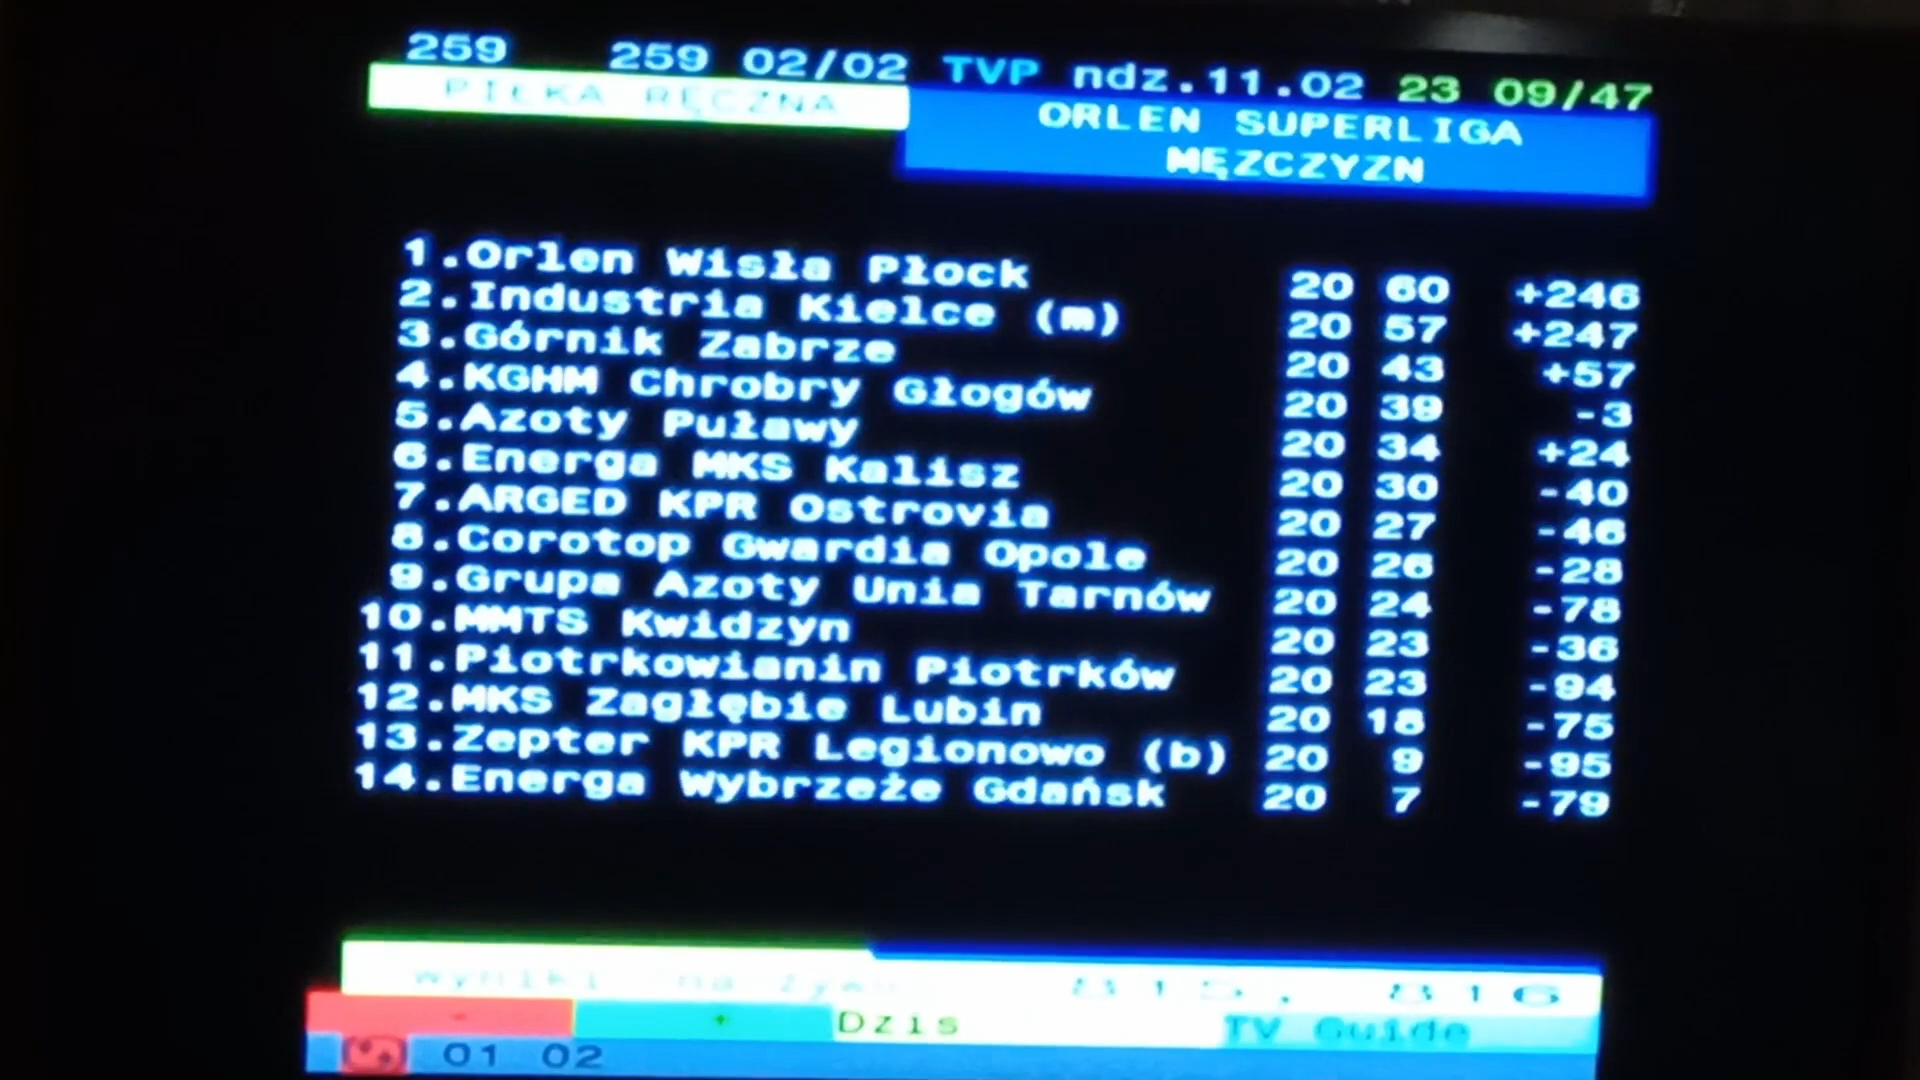 259 259 02/02 TVP ndz.11.02 23 09/47
PIŁKA RĘCZNA
ORLEN SUPERLIGA
MĘŻCZYZN
1.Orlen Wisła Płock 20 60 +246
2.Industria Kielce (m) 20 57 +247
3.Górnik Zabrze 20 43 +57
4.KGHM Chrobry Głogów 20 39 -3
5.Azoty Puławy 20 34 +24
6.Energa MKS Kalisz 20 30 -40
7.ARGED KPR Ostrovia 20 27 -46
8.Corotop Gwardia Opole 20 26 -28
9.Grupa Azoty Unia Tarnów 20 24 -78
10.MMTS Kwidzyn 20 23 -36
11.Piotrkowianin Piotrków 20 23 -94
12.MKS Zagłębie Lubin 20 18 -75
13.Zepter KPR Legionowo (b) 20 9 -95
14.Energa Wybrzeże Gdańsk 20 7 -79
wyniki na żywo 815, 816
- + Dzis TV Guide
01 02